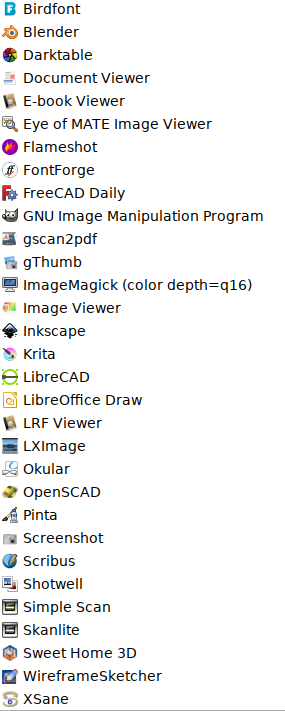 Birdfont
Blender
Darktable
Document Viewer
E-book Viewer
Eye of MATE Image Viewer
Flameshot
FontForge
FreeCAD Daily
GNU Image Manipulation Program
gscan2pdf
gThumb
ImageMagick (color depth=q16)
Image Viewer
Inkscape
Krita
LibreCAD
LibreOffice Draw
LRF Viewer
LXImage
Okular
OpenSCAD
Pinta
Screenshot
Scribus
Shotwell
Simple Scan
Skanlite
Sweet Home 3D
WireframeSketcher
XSane